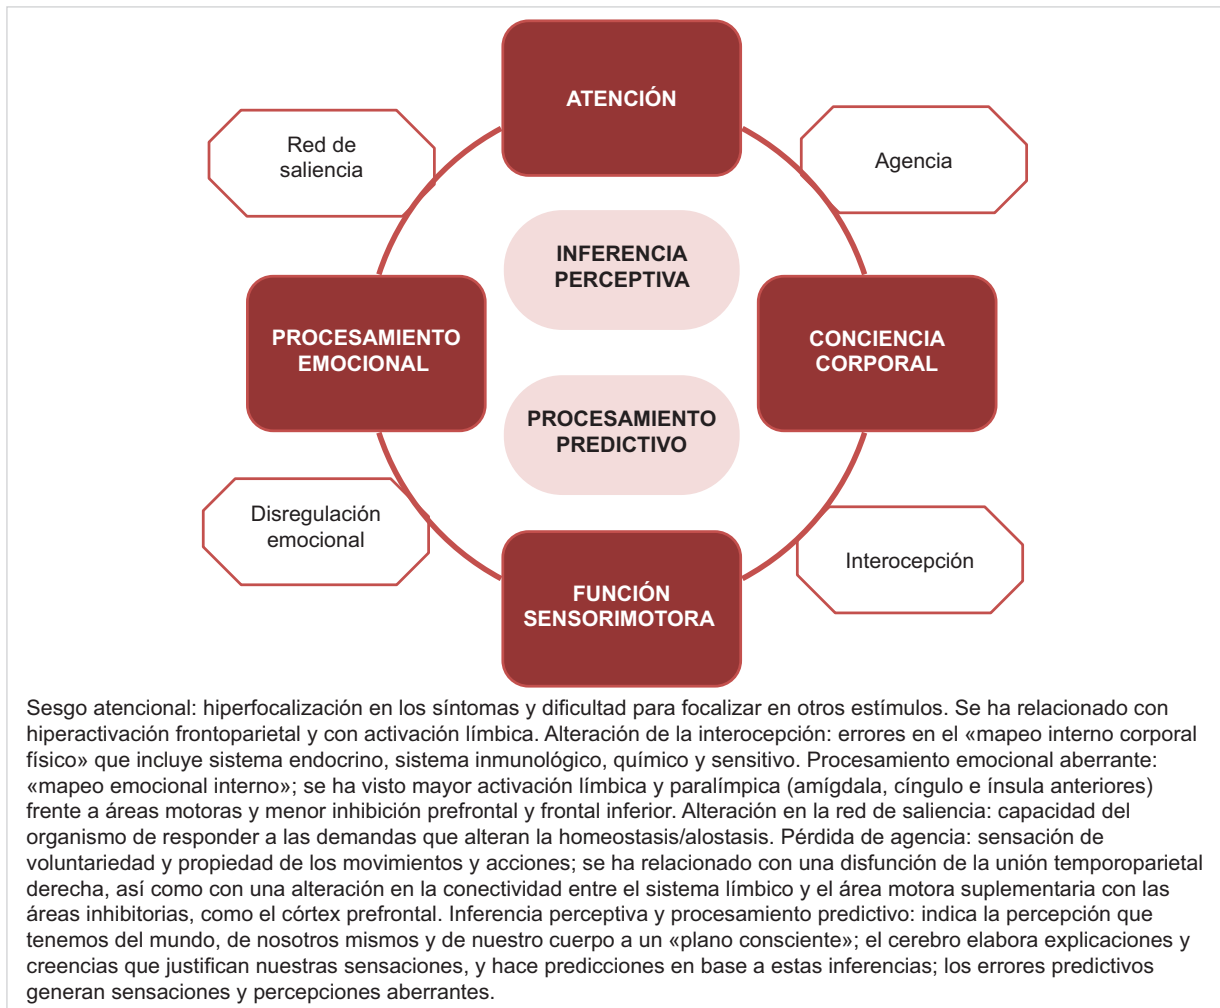 ATENCIÓN
Red de
saliencia
Agencia
INFERENCIA
PERCEPTIVA
PROCESAMIENTO
EMOCIONAL
CONCIENCIA
CORPORAL
PROCESAMIENTO
PREDICTIVO
Disregulación
emocional
Interocepción
FUNCIÓN
SENSORIMOTORA
Sesgo atencional: hiperfocalización en los síntomas y dificultad para focalizar en otros estímulos. Se ha relacionado con
hiperactivación frontoparietal y con activación límbica. Alteración de la interocepción: errores en el «mapeo interno corporal
físico» que incluye sistema endocrino, sistema inmunológico, químico y sensitivo. Procesamiento emocional aberrante:
«mapeo emocional interno»; se ha visto mayor activación límbica y paralímpica (amígdala, cíngulo e ínsula anteriores)
frente a áreas motoras y menor inhibición prefrontal y frontal inferior. Alteración en la red de saliencia: capacidad del
organismo de responder a las demandas que alteran la homeostasis/alostasis. Pérdida de agencia: sensación de
voluntariedad y propiedad de los movimientos y acciones; se ha relacionado con una disfunción de la unión temporoparietal
derecha, así como con una alteración en la conectividad entre el sistema límbico y el área motora suplementaria con las
áreas inhibitorias, como el córtex prefrontal. Inferencia perceptiva y procesamiento predictivo: indica la percepción que
tenemos del mundo, de nosotros mismos y de nuestro cuerpo a un «plano consciente»; el cerebro elabora explicaciones y
creencias que justifican nuestras sensaciones, y hace predicciones en base a estas inferencias; los errores predictivos
generan sensaciones y percepciones aberrantes.